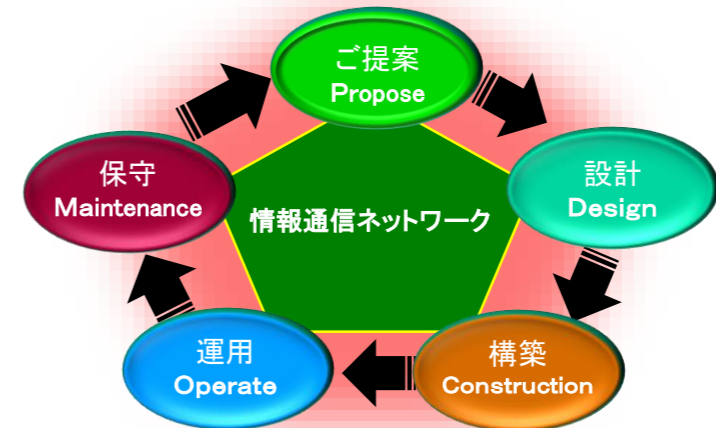 ご提案
Propose
保守
Maintenance
設計
Design
情報通信ネットワーク
運用
Operate
構築
Construction